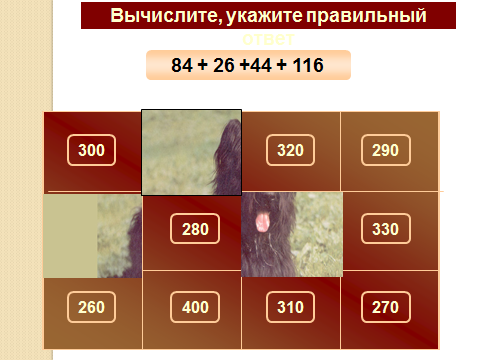 Вычислите, укажите правильный
ответ
84 + 26 +44 + 116
300 320 290
280 330
260 400 310 270